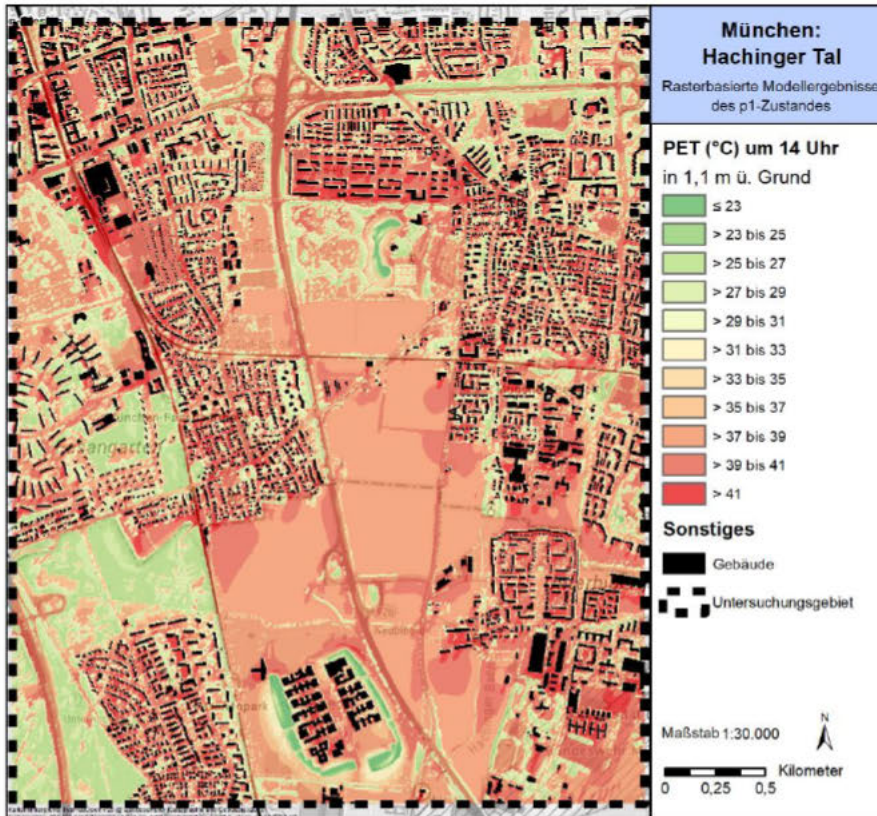 München:
Hachinger Tal
Rasterbasierte Modellergebnisse
des p1-Zustandes
PET (°C) um 14 Uhr
in 1,1 m ü. Grund
≤ 23
> 23 bis 25
> 25 bis 27
> 27 bis 29
> 29 bis 31
> 31 bis 33
> 33 bis 35
> 35 bis 37
> 37 bis 39
> 39 bis 41
> 41
Sonstiges
Gebäude
Untersuchungsgebiet
Maßstab 1:30.000
N
0 0,25 0,5 Kilometer